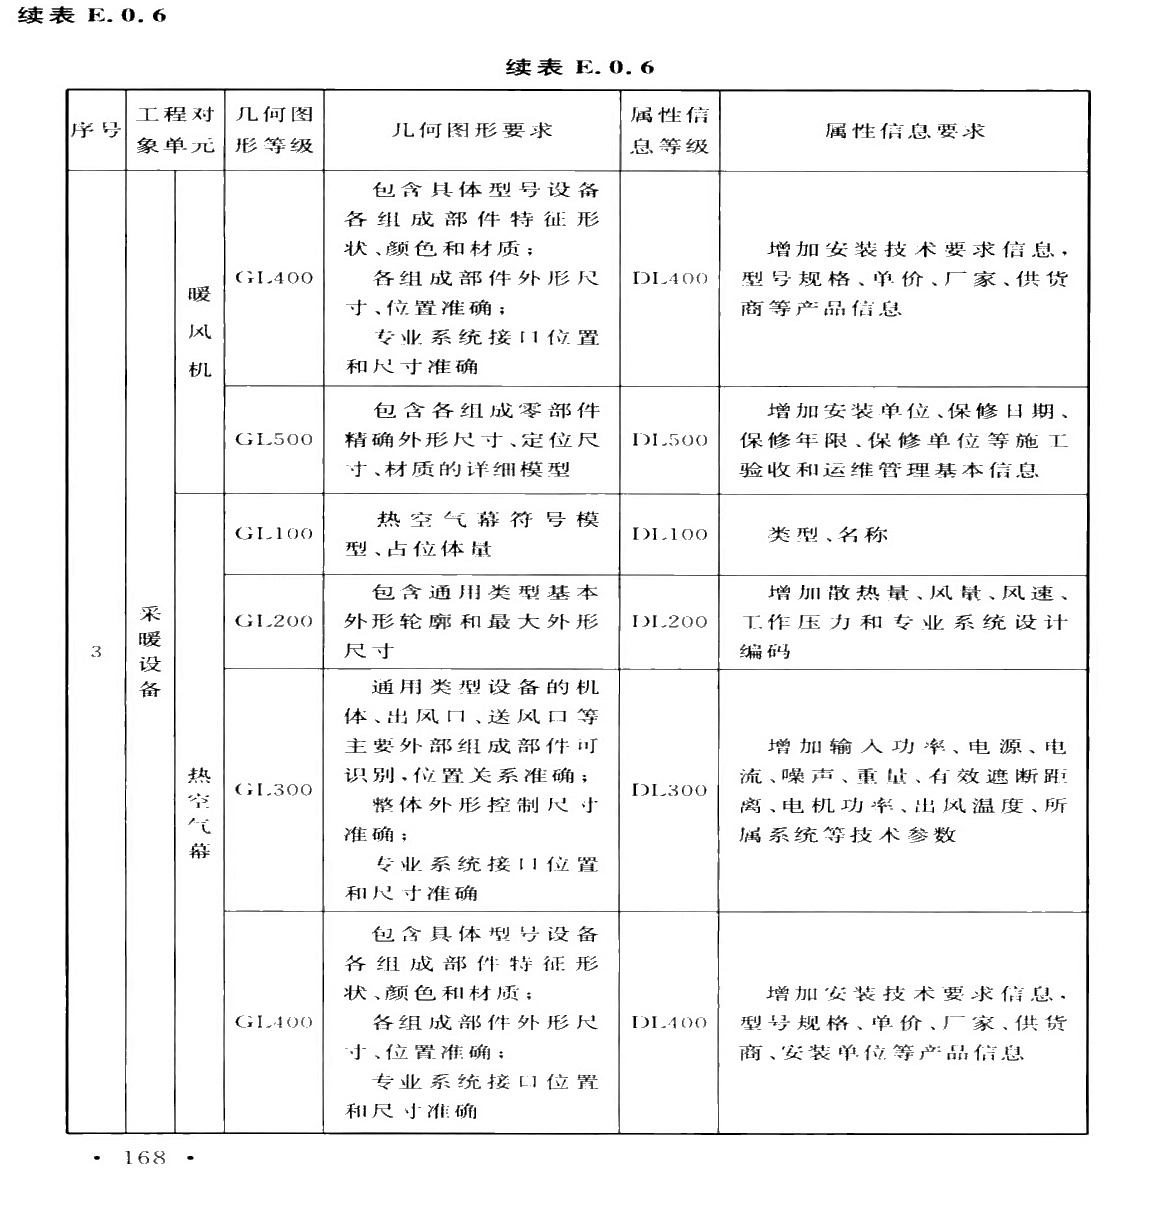 续表 E.0.6
续表 E.0.6
序号
工程对
象单元
几何图
形等级
几何图形要求
属性信
息等级
属性信息要求
3
采
暖
设
备
暖
风
机
GL400
包含具体型号设备
各组成部件特征形
状、颜色和材质；
各组成部件外形尺
寸、位置准确；
专业系统接口位置
和尺寸准确
DL400
增加安装技术要求信息，
型号规格、单价、厂家、供货
商等产品信息
GL500
包含各组成零部件
精确外形尺寸、定位尺
寸、材质的详细模型
DL500
增加安装单位、保修日期、
保修年限、保修单位等施工
验收和运维管理基本信息
热
空
气
幕
GL100
热空气幕符号模
型、占位体量
DL100
类型、名称
GL200
包含通用类型基本
外形轮廓和最大外形
尺寸
DL200
增加散热量、风量、风速、
工作压力和专业系统设计
编码
GL300
通用类型设备的机
体、出风口、送风口等
主要外部组成部件可
识别，位置关系准确；
整体外形控制尺寸
准确；
专业系统接口位置
和尺寸准确
DL300
增加输入功率、电源、电
流、噪声、重量、有效遮断距
离、电机功率、出风温度、所
属系统等技术参数
GL400
包含具体型号设备
各组成部件特征形
状、颜色和材质；
各组成部件外形尺
寸、位置准确；
专业系统接口位置
和尺寸准确
DL400
增加安装技术要求信息，
型号规格、单价、厂家、供货
商、安装单位等产品信息
· 168 ·